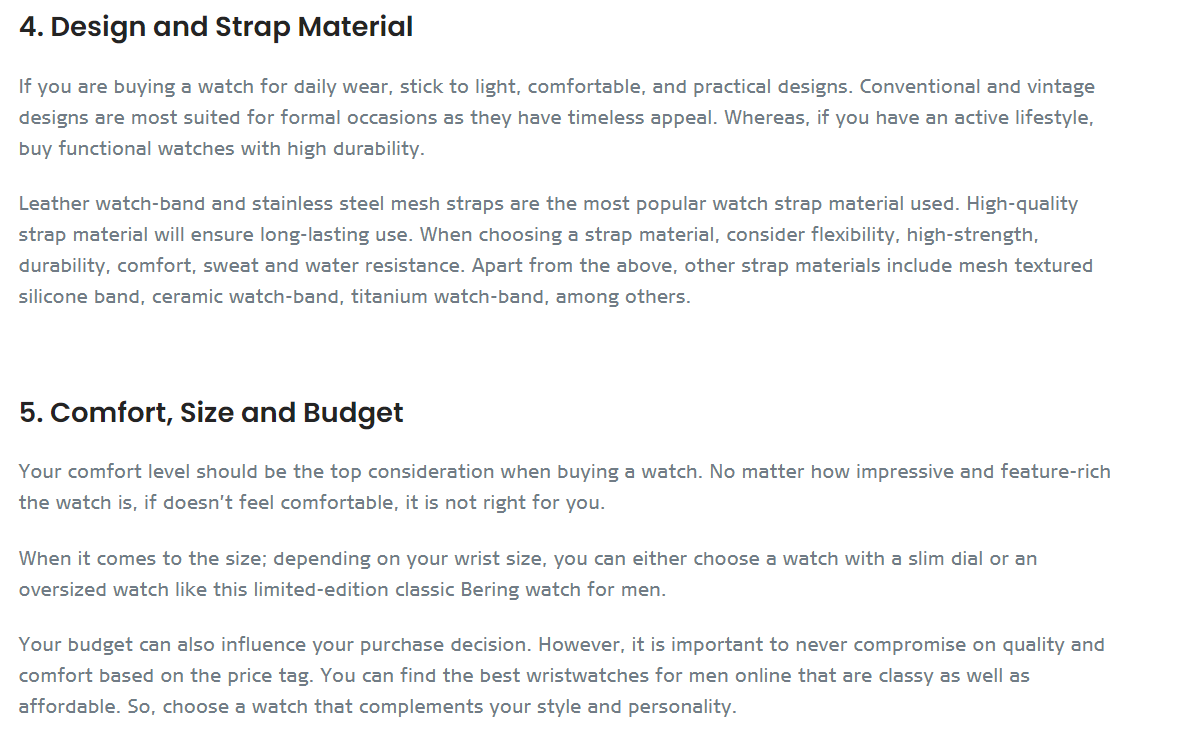 4. Design and Strap Material
If you are buying a watch for daily wear, stick to light, comfortable, and practical designs. Conventional and vintage
designs are most suited for formal occasions as they have timeless appeal. Whereas, if you have an active lifestyle,
buy functional watches with high durability.
Leather watch-band and stainless steel mesh straps are the most popular watch strap material used. High-quality
strap material will ensure long-lasting use. When choosing a strap material, consider flexibility, high-strength,
durability, comfort, sweat and water resistance. Apart from the above, other strap materials include mesh textured
silicone band, ceramic watch-band, titanium watch-band, among others.
5. Comfort, Size and Budget
Your comfort level should be the top consideration when buying a watch. No matter how impressive and feature-rich
the watch is, if doesn’t feel comfortable, it is not right for you.
When it comes to the size; depending on your wrist size, you can either choose a watch with a slim dial or an
oversized watch like this limited-edition classic Bering watch for men.
Your budget can also influence your purchase decision. However, it is important to never compromise on quality and
comfort based on the price tag. You can find the best wristwatches for men online that are classy as well as
affordable. So, choose a watch that complements your style and personality.